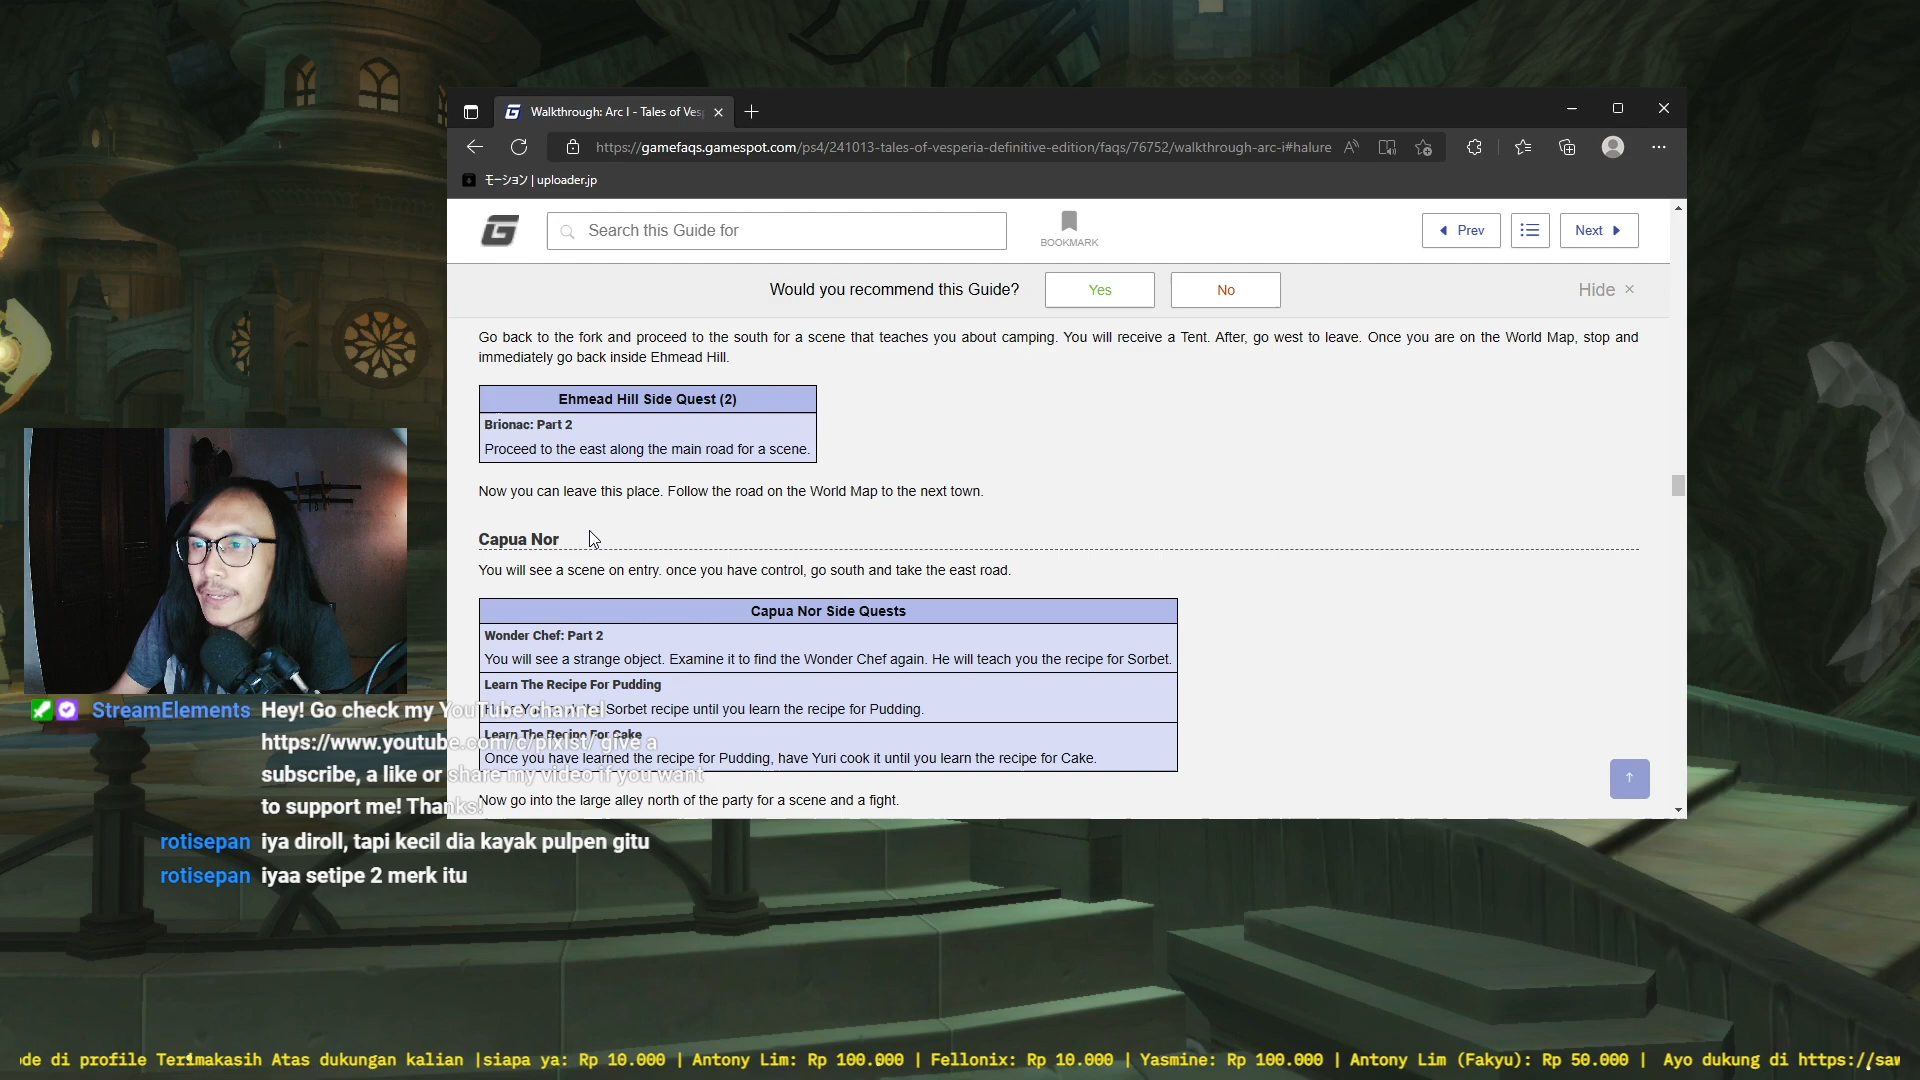 Walkthrough: Arc I - Tales of Ves
https://gamefaqs.gamespot.com/ps4/241013-tales-of-vesperia-definitive-edition/faqs/76752/walkthrough-arc-i#halure
モーション | uploader.jp
Search this Guide for
BOOKMARK
Prev
Next
Would you recommend this Guide?
Yes
No
Hide ×
Go back to the fork and proceed to the south for a scene that teaches you about camping. You will receive a Tent. After, go west to leave. Once you are on the World Map, stop and
immediately go back inside Ehmead Hill.
Ehmead Hill Side Quest (2)
Brionac: Part 2
Proceed to the east along the main road for a scene.
Now you can leave this place. Follow the road on the World Map to the next town.
Capua Nor
You will see a scene on entry. once you have control, go south and take the east road.
Capua Nor Side Quests
Wonder Chef: Part 2
You will see a strange object. Examine it to find the Wonder Chef again. He will teach you the recipe for Sorbet.
Learn The Recipe For Pudding
Sorbet recipe until you learn the recipe for Pudding.
Learn The Recipe For Cake
Once you have learned the recipe for Pudding, have Yuri cook it until you learn the recipe for Cake.
Now go into the large alley north of the party for a scene and a fight.
StreamElements Hey! Go check my YouTube channel
https://www.youtube.com/c/pixist/ give a
subscribe, a like or share my video if you want
to support me! Thanks!
rotisepan iya diroll, tapi kecil dia kayak pulpen gitu
rotisepan iyaa setipe 2 merk itu
de di profile Terimakasih Atas dukungan kalian |siapa ya: Rp 10.000 | Antony Lim: Rp 100.000 | Fellonix: Rp 10.000 | Yasmine: Rp 100.000 | Antony Lim (Fakyu): Rp 50.000 | Ayo dukung di https://saw